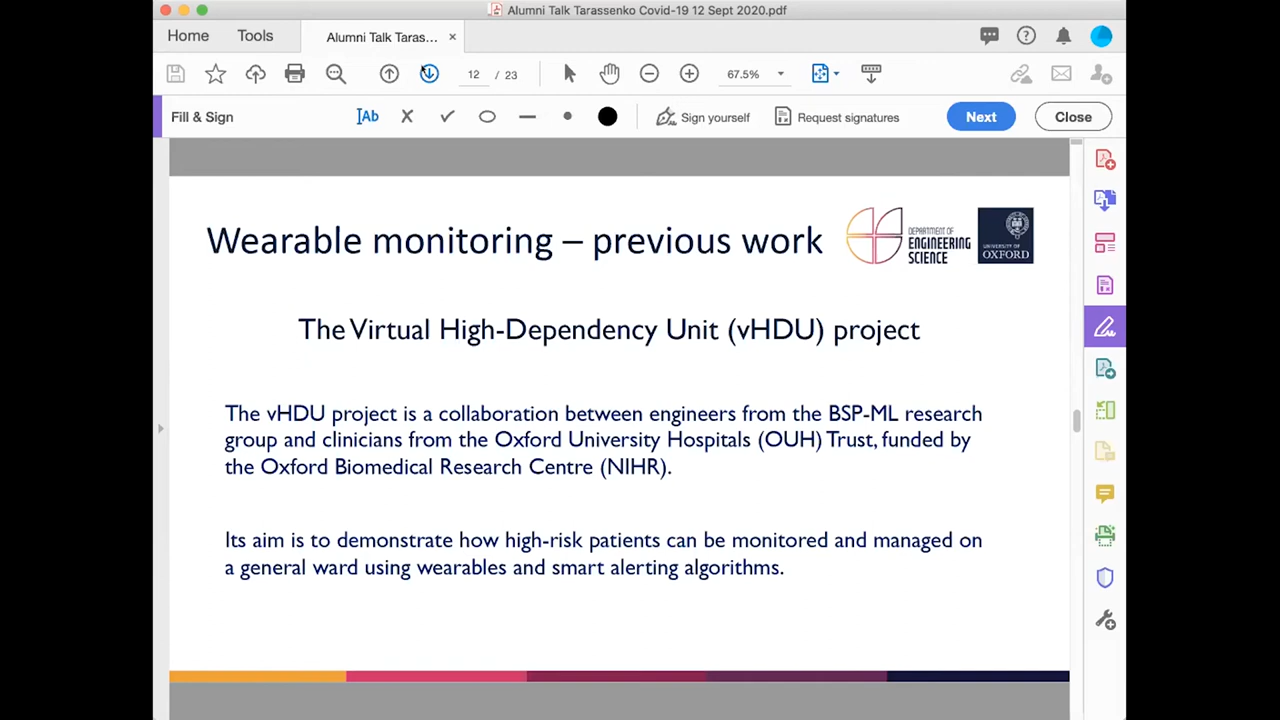 Alumni Talk Tarassenko Covid-19 12 Sept 2020.pdf
Home Tools Alumni Talk Taras... ×
12 / 23 67.5%
Fill & Sign Ab Sign yourself Request signatures Next Close
Wearable monitoring – previous work
DEPARTMENT OF
ENGINEERING
SCIENCE
UNIVERSITY OF
OXFORD
The Virtual High-Dependency Unit (vHDU) project
The vHDU project is a collaboration between engineers from the BSP-ML research
group and clinicians from the Oxford University Hospitals (OUH) Trust, funded by
the Oxford Biomedical Research Centre (NIHR).
Its aim is to demonstrate how high-risk patients can be monitored and managed on
a general ward using wearables and smart alerting algorithms.